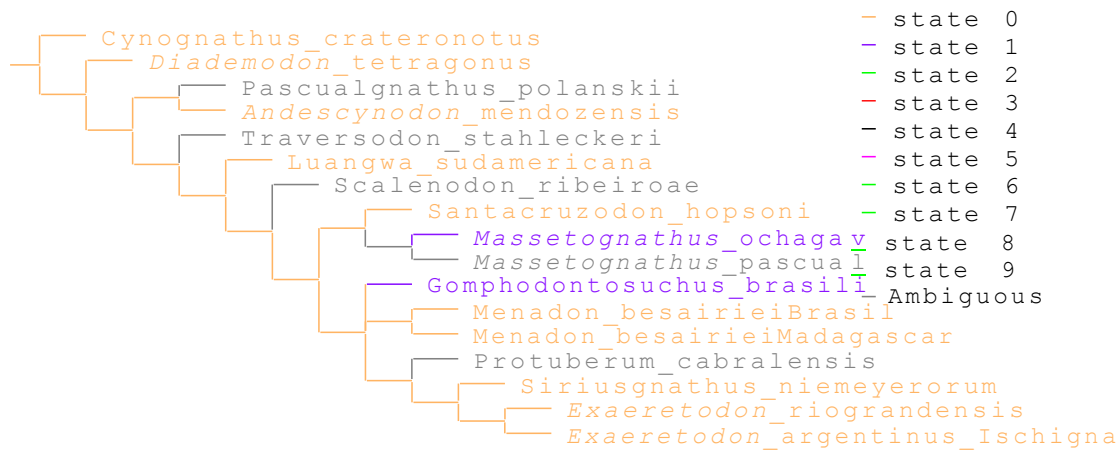 state 0
Cynognathus_crateronotus
state 1
Diademodon_tetragonus
state 2
Pascualgnathus_polanskii
state 3
Andescynodon_mendozensis
state 4
Traversodon_stahleckeri
state 5
Luangwa_sudamericana
state 6
Scalenodon_ribeiroae
state 7
Santacruzodon_hopsoni
Massetognathus_ochagav state 8
Massetognathus_pascual state 9
Gomphodontosuchus_brasili Ambiguous
Menadon_besairieiBrasil
Menadon_besairieiMadagascar
Protuberum_cabralensis
Siriusgnathus_niemeyerorum
Exaeretodon_riograndensis
Exaeretodon_argentinus_Ischigna